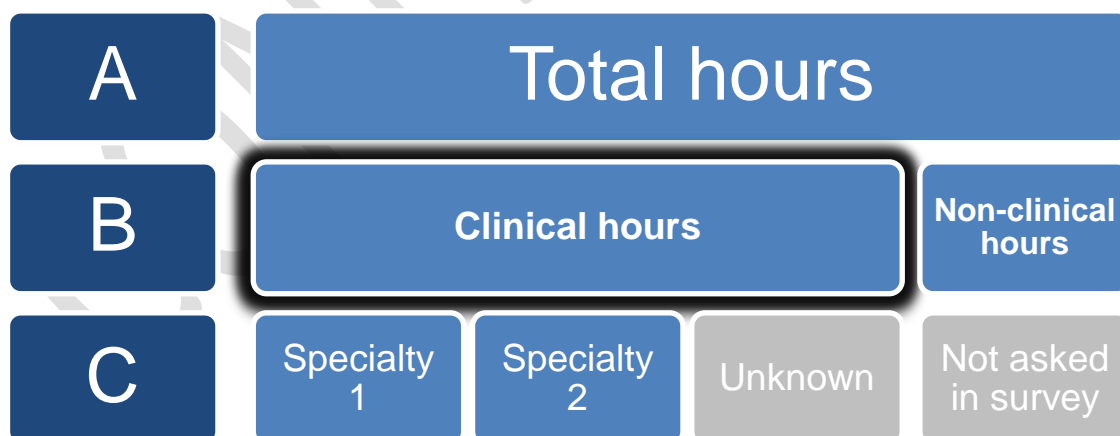 A
Total hours
B
Clinical hours
Non-clinical
hours
C
Specialty
1
Specialty
2
Unknown
Not asked
in survey